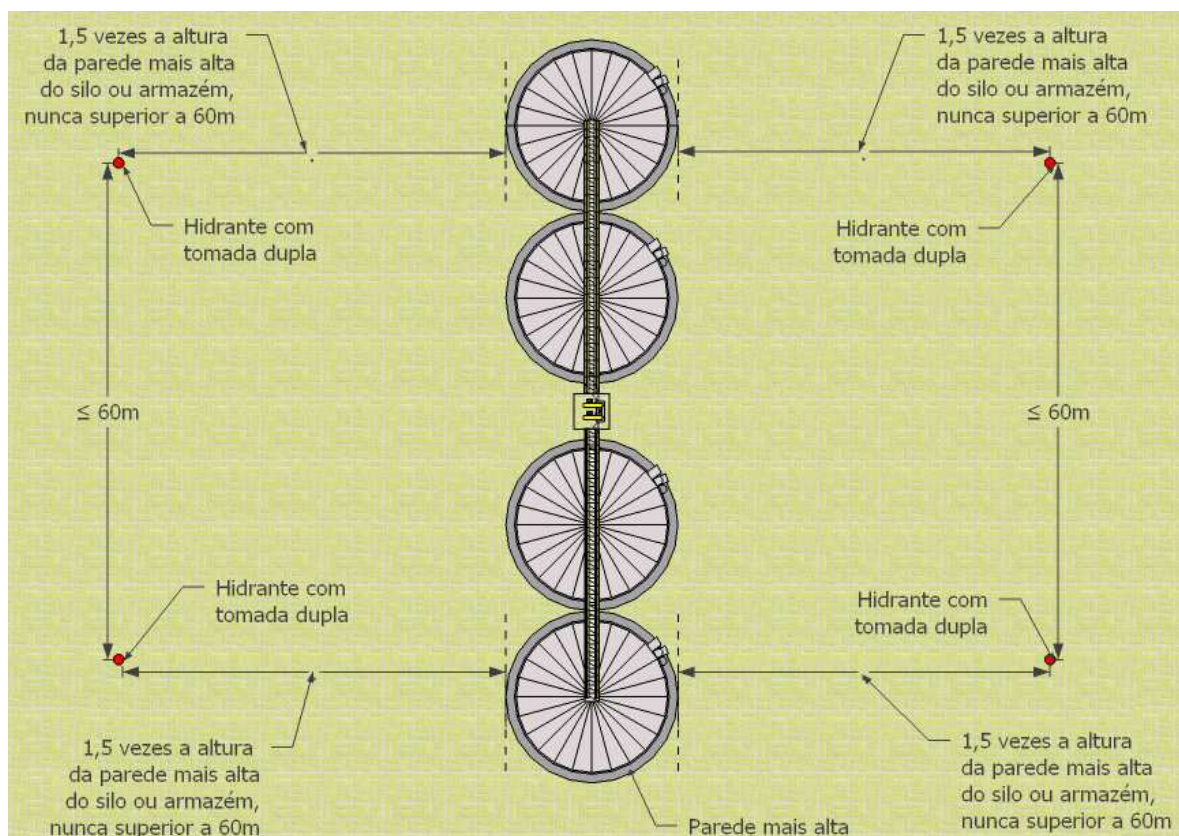 1,5 vezes a altura
da parede mais alta
do silo ou armazém,
nunca superior a 60m
1,5 vezes a altura
da parede mais alta
do silo ou armazém,
nunca superior a 60m
Hidrante com
tomada dupla
Hidrante com
tomada dupla
≤ 60m
≤ 60m
Hidrante com
tomada dupla
Hidrante com
tomada dupla
1,5 vezes a altura
da parede mais alta
do silo ou armazém,
nunca superior a 60m
1,5 vezes a altura
da parede mais alta
do silo ou armazém,
nunca superior a 60m
Parede mais alta